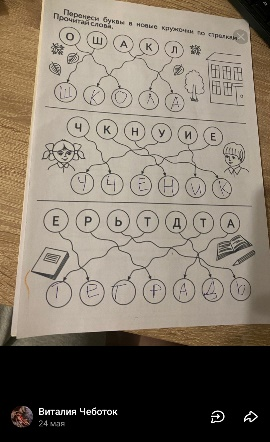 Перенеси буквы в новые кружочки по стрелкам.
Прочитай слова.
О Ш А К Л
Ш К О Л А
Ч К Н У И Е
У Ч Е Н И К
Е Р Ь Т Д Т А
Т Е Т Р А Д Ь
Виталия Чеботок
24 мая